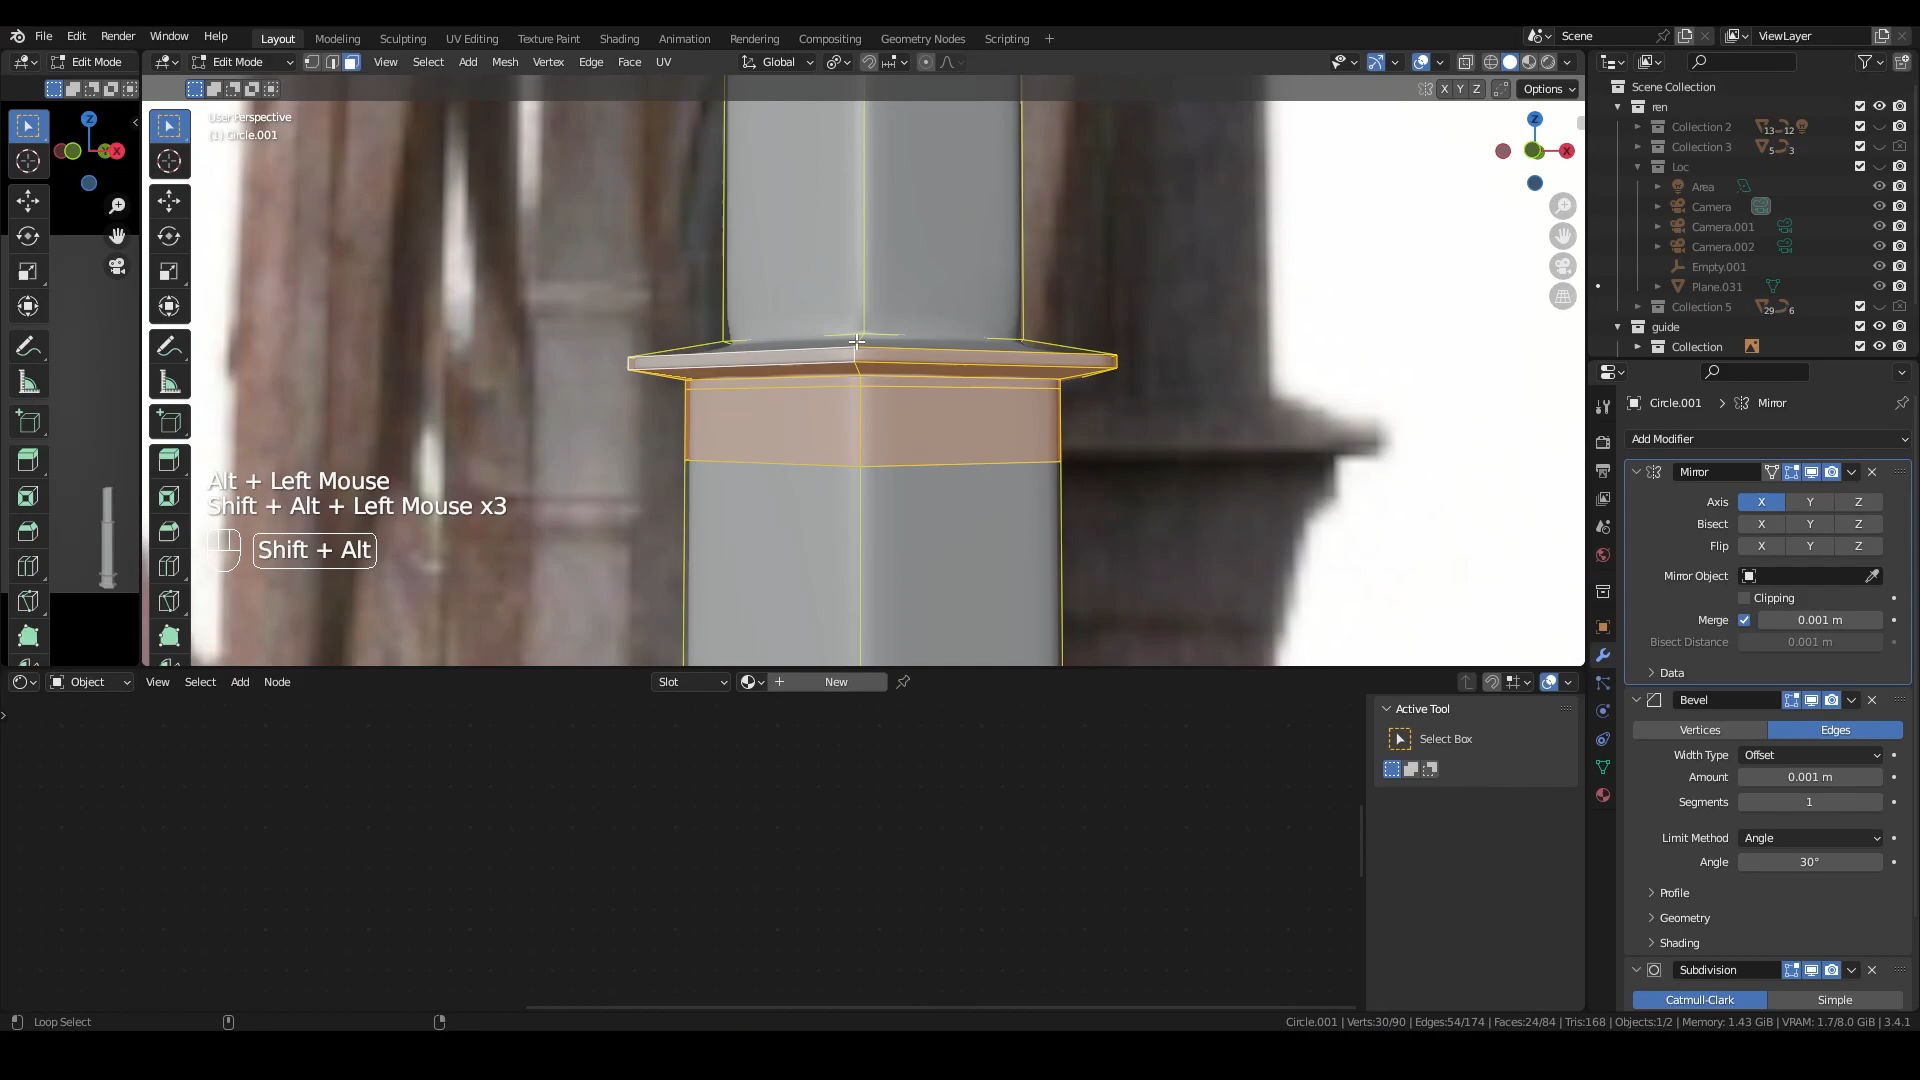 File Edit Render Window Help Layout Modeling Sculpting UV Editing Texture Paint Shading Animation Rendering Compositing Geometry Nodes Scripting + Scene ViewLayer
Edit Mode Edit Mode View Select Add Mesh Vertex Edge Face UV Global
X Y Z Options
User Perspective
(1) Circle.001
Z
X
Z
X
Alt + Left Mouse
Shift + Alt + Left Mouse x3
Shift + Alt
Scene Collection
ren
Collection 2 13 12
Collection 3 5 3
Loc
Area
Camera
Camera.001
Camera.002
Empty.001
Plane.031
Collection 5 29 6
guide
Collection
Circle.001 Mirror
Add Modifier
Mirror
Axis X Y Z
Bisect X Y Z
Flip X Y Z
Mirror Object
Clipping
Merge 0.001 m
Bisect Distance 0.001 m
Data
Bevel
Vertices Edges
Width Type Offset
Amount 0.001 m
Segments 1
Limit Method Angle
Angle 30°
Profile
Geometry
Shading
Subdivision
Catmull-Clark Simple
Object View Select Add Node Slot New
Active Tool
Select Box
Loop Select
Circle.001 | Verts:30/90 | Edges:54/174 | Faces:24/84 | Tris:168 | Objects:1/2 | Memory: 1.43 GiB | VRAM: 1.7/8.0 GiB | 3.4.1